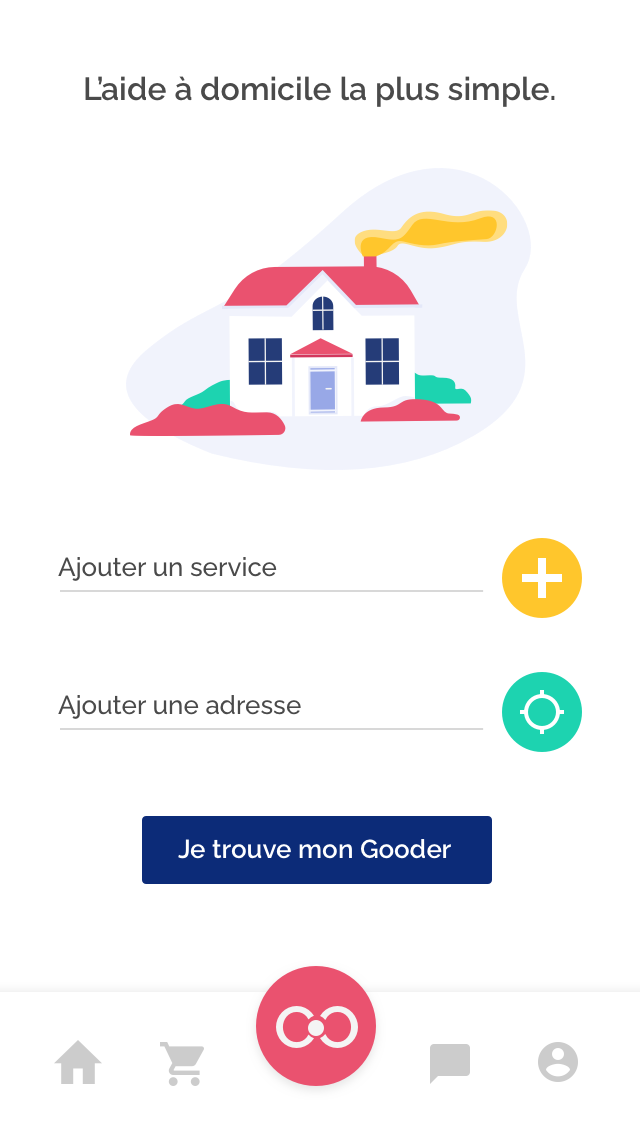 L'aide à domicile la plus simple.
Ajouter un service
Ajouter une adresse
Je trouve mon Gooder